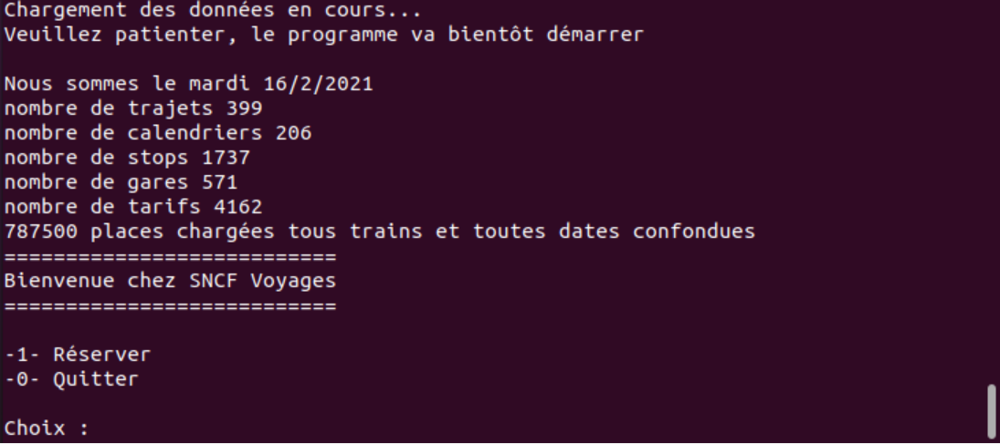 Chargement des données en cours...
Veuillez patienter, le programme va bientôt démarrer
Nous sommes le mardi 16/2/2021
nombre de trajets 399
nombre de calendriers 206
nombre de stops 1737
nombre de gares 571
nombre de tarifs 4162
787500 places chargées tous trains et toutes dates confondues
===========================
Bienvenue chez SNCF Voyages
===========================
-1- Réserver
-0- Quitter
Choix :